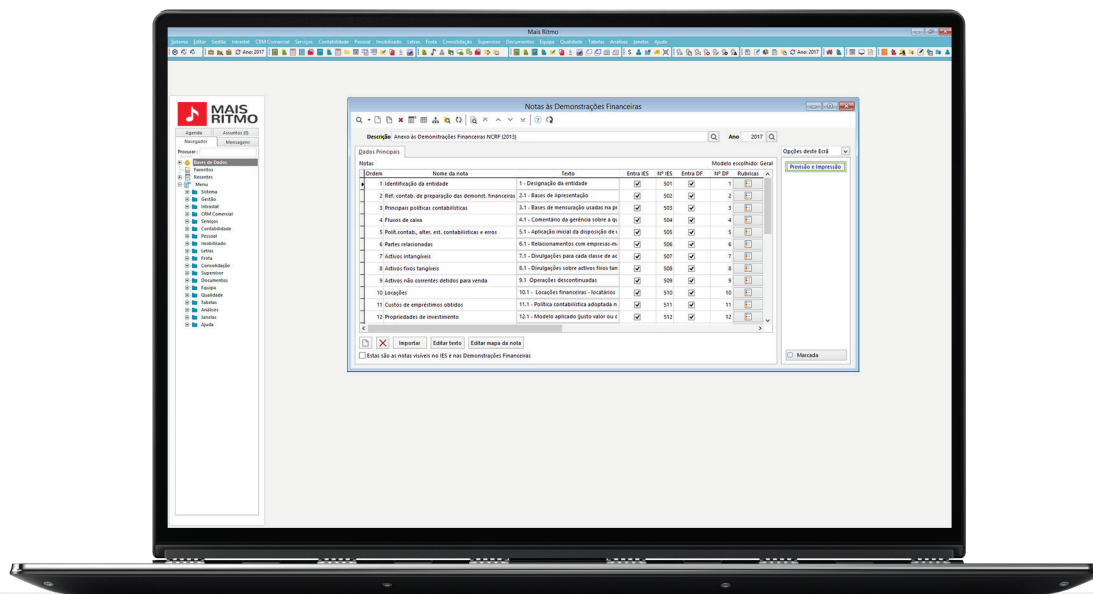 Mais Ritmo
Sistema Editar Gestão Intrastat CRM Comercial Serviços Contabilidade Pessoal Imobilizado Letras Frota Consolidação Supervisor Documentos Equipa Qualidade Tabelas Análises Janelas Ajuda
Ano: 2017 Ano: 2017
MAIS
RITMO
Agenda Assuntos (0)
Navegador Mensagens
Procurar:
Bases de Dados
Favoritos
Recentes
Menu
Sistema
Gestão
Intrastat
CRM Comercial
Serviços
Contabilidade
Pessoal
Imobilizado
Letras
Frota
Consolidação
Supervisor
Documentos
Equipa
Qualidade
Tabelas
Análises
Janelas
Ajuda
Notas às Demonstrações Financeiras
Descrição Anexo às Demonstrações Financeiras NCRF (2013) Ano 2017
Dados Principais
Opções deste Ecrã
Notas Modelo escolhido: Geral
Previsão e Impressão
Ordem Nome da nota Texto Entra IES Nº IES Entra DF Nº DF Rubricas
1 Identificação da entidade 1 - Designação da entidade 501 1
2 Ref. contab. de preparação das demonst. financeiras 2.1 - Bases de Apresentação 502 2
3 Principais políticas contabilísticas 3.1 - Bases de mensuração usadas na pr 503 3
4 Fluxos de caixa 4.1 - Comentário da gerência sobre a qu 504 4
5 Polít.contab., alter. est. contabilísticas e erros 5.1 - Aplicação inicial da disposição de 505 5
6 Partes relacionadas 6.1 - Relacionamentos com empresas-m 506 6
7 Activos intangíveis 7.1 - Divulgações para cada classe de ac 507 7
8 Activos fixos tangíveis 8.1 - Divulgações sobre activos fixos tan 508 8
9 Activos não correntes detidos para venda 9.1 Operações descontinuadas 509 9
10 Locações 10.1 - Locações financeiras - locatários 510 10
11 Custos de empréstimos obtidos 11.1 - Política contabilística adoptada n 511 11
12 Propriedades de investimento 12.1 - Modelo aplicado (justo valor ou c 512 12
Importar Editar texto Editar mapa da nota
Estas são as notas visíveis no IES e nas Demonstrações Financeiras
Marcada